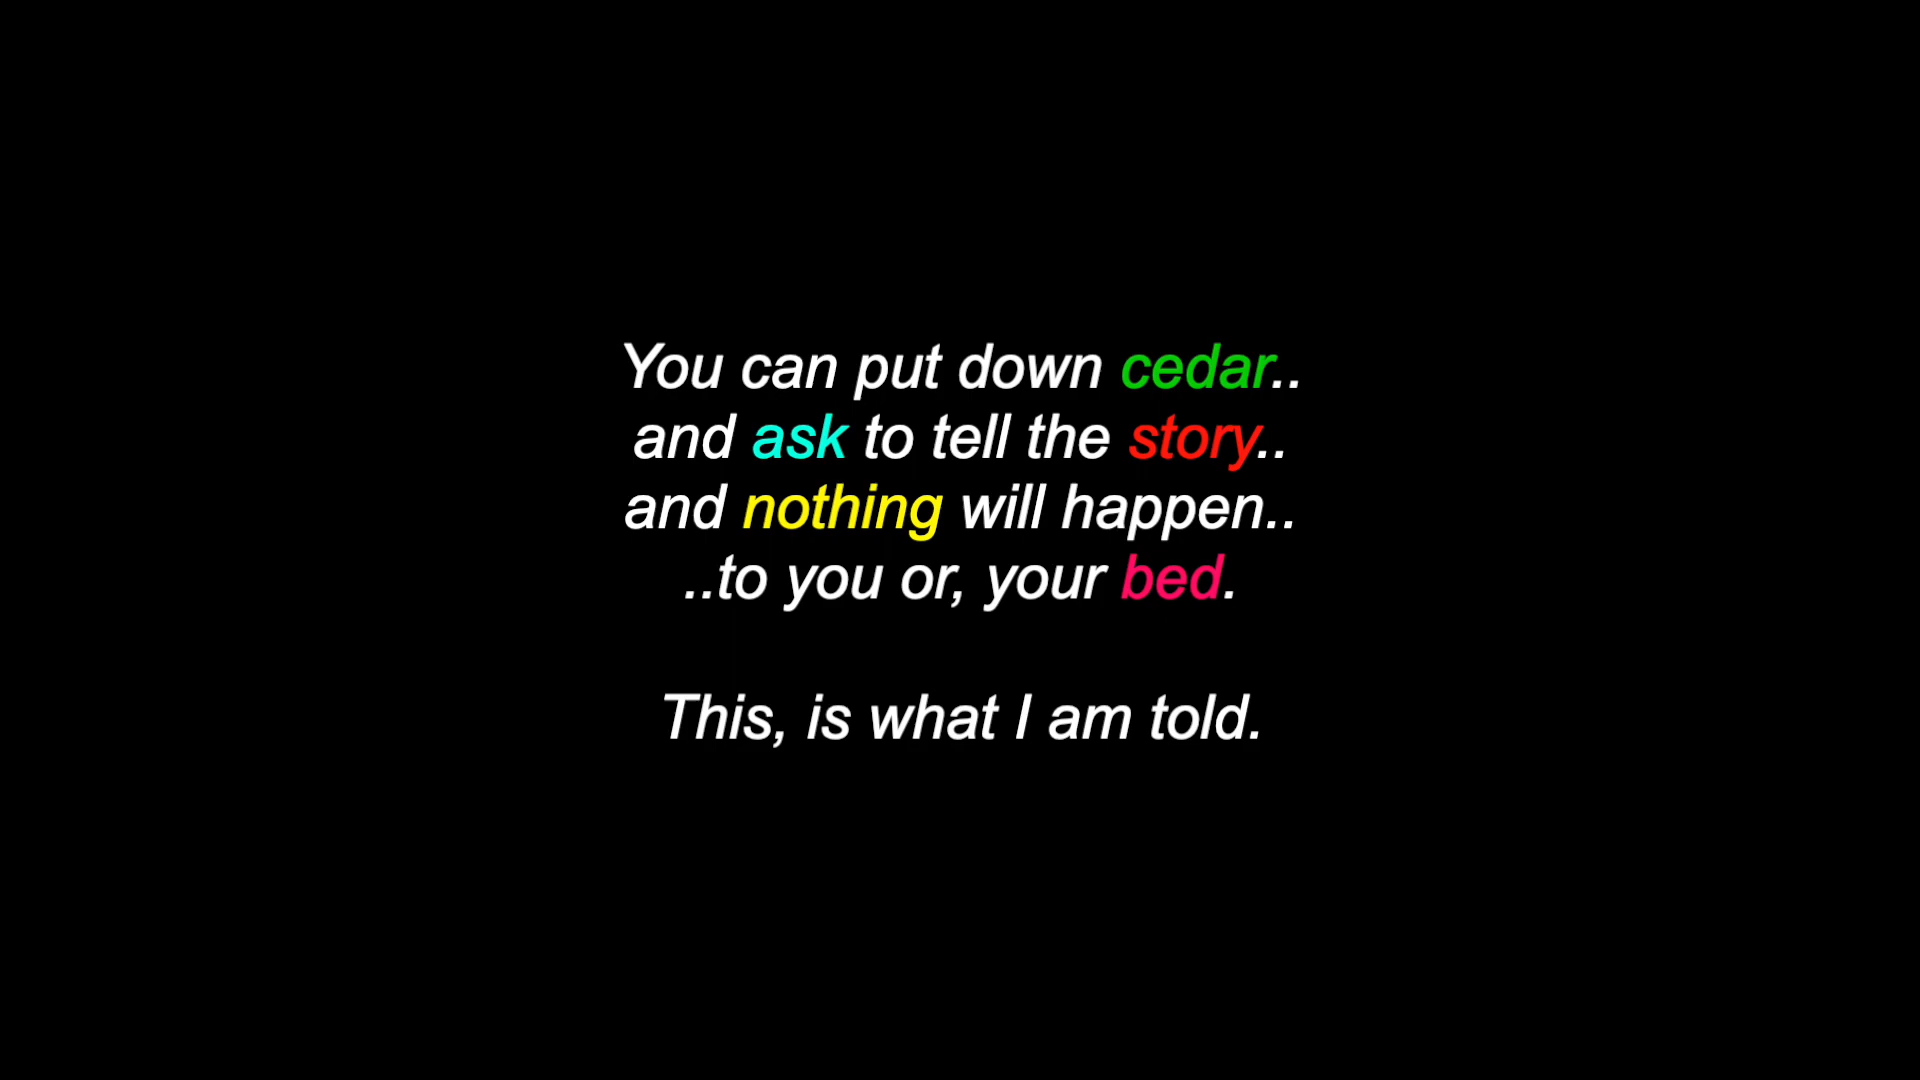 You can put down cedar..
and ask to tell the story..
and nothing will happen..
..to you or, your bed.
This, is what I am told.